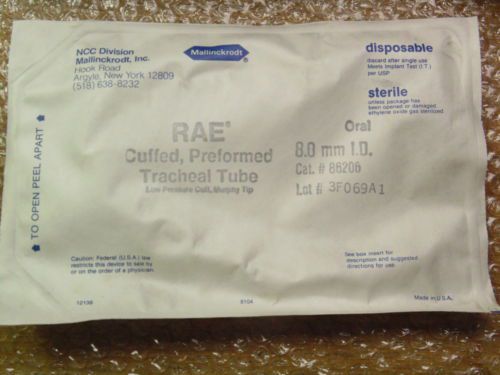 NCC Division
Mallinckrodt, Inc.
Hook Road
Argyle, New York 12809
(518) 638-8232
Mallinckrodt®
disposable
discard after single use
Meets Implant Test (I.T.)
per USP
sterile
unless package has
been opened or damaged
ethylene oxide gas sterilized
TO OPEN PEEL APART
RAE®
Cuffed, Preformed
Tracheal Tube
Low Pressure Cuff, Murphy Tip
Oral
8.0 mm I.D.
Cat. # 86206
Lot # 3F069A1
Caution: Federal (U.S.A.) law
restricts this device to sale by
or on the order of a physician.
See box insert for
description and suggested
directions for use.
12138
8104
Made in U.S.A.